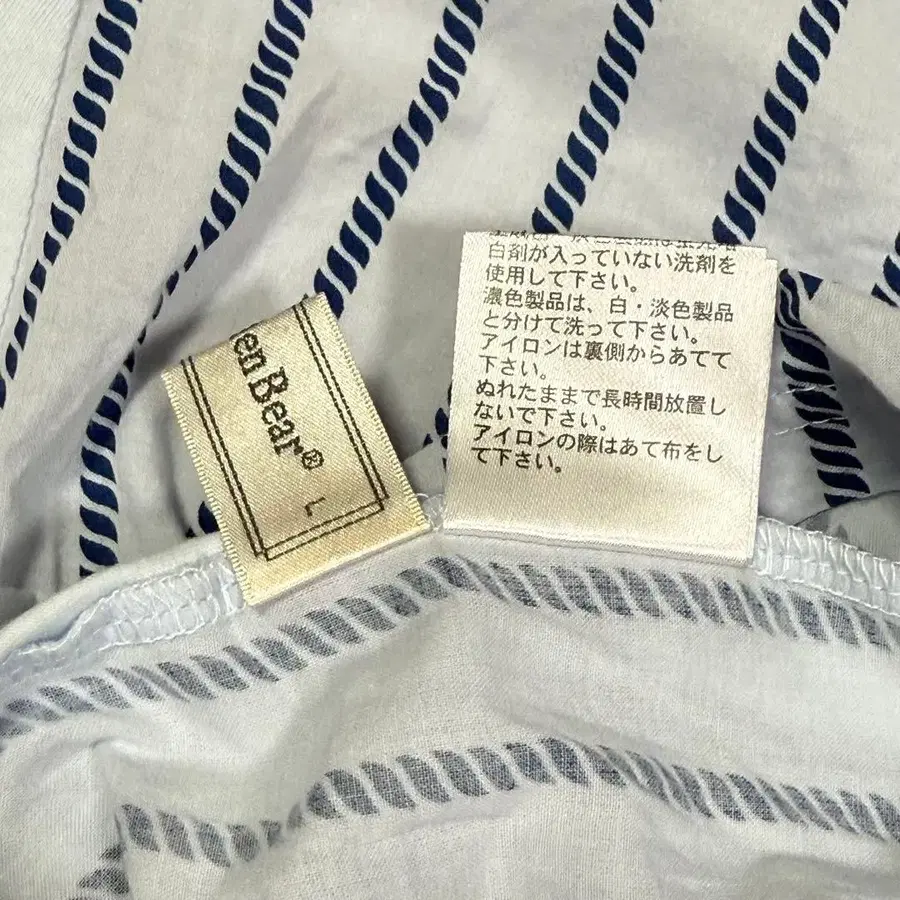 enBear®
L
白剤が入っていない洗剤を
使用して下さい。
濃色製品は、白・淡色製品
と分けて洗って下さい。
アイロンは裏側からあてて
下さい。
ぬれたままで長時間放置し
ないで下さい。
アイロンの際はあて布をし
て下さい。